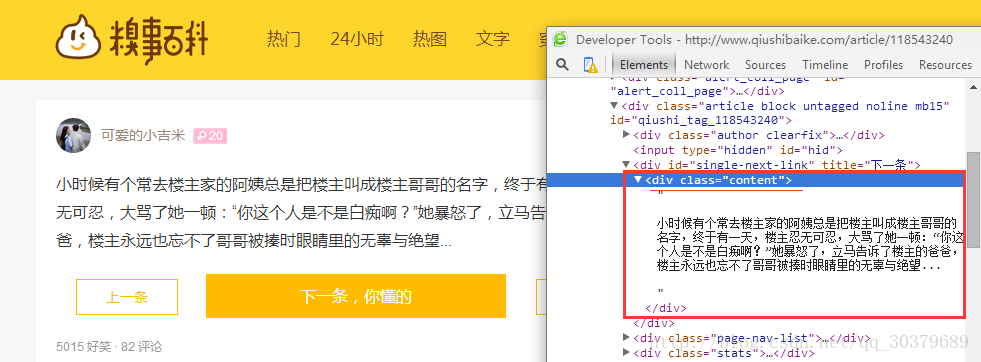 糗事百科
热门 24小时 热图 文字
可爱的小吉米 20
小时候有个常去楼主家的阿姨总是把楼主叫成楼主哥哥的名字，终于有
无可忍，大骂了她一顿：“你这个人是不是白痴啊？”她暴怒了，立马告
爸，楼主永远也忘不了哥哥被揍时眼睛里的无辜与绝望...
上一条
下一条，你懂的
5015 好笑 · 82 评论
Developer Tools - http://www.qiushibaike.com/article/118543240
Elements Network Sources Timeline Profiles Resources
<div class="alert_coll_page" id=
"alert_coll_page">…</div>
<div class="article block untagged noline mb15"
id="qiushi_tag_118543240">
<div class="author clearfix">…</div>
<input type="hidden" id="hid">
<div id="single-next-link" title="下一条">
<div class="content">
"
小时候有个常去楼主家的阿姨总是把楼主叫成楼主哥哥的
名字，终于有一天，楼主忍无可忍，大骂了她一顿：“你这
个人是不是白痴啊？”她暴怒了，立马告诉了楼主的爸爸，
楼主永远也忘不了哥哥被揍时眼睛里的无辜与绝望...
"
</div>
</div>
<div class="page-nav-list">…</div>
<div class="stats">…</div>
http://blog.csdn.net/qq_30379689